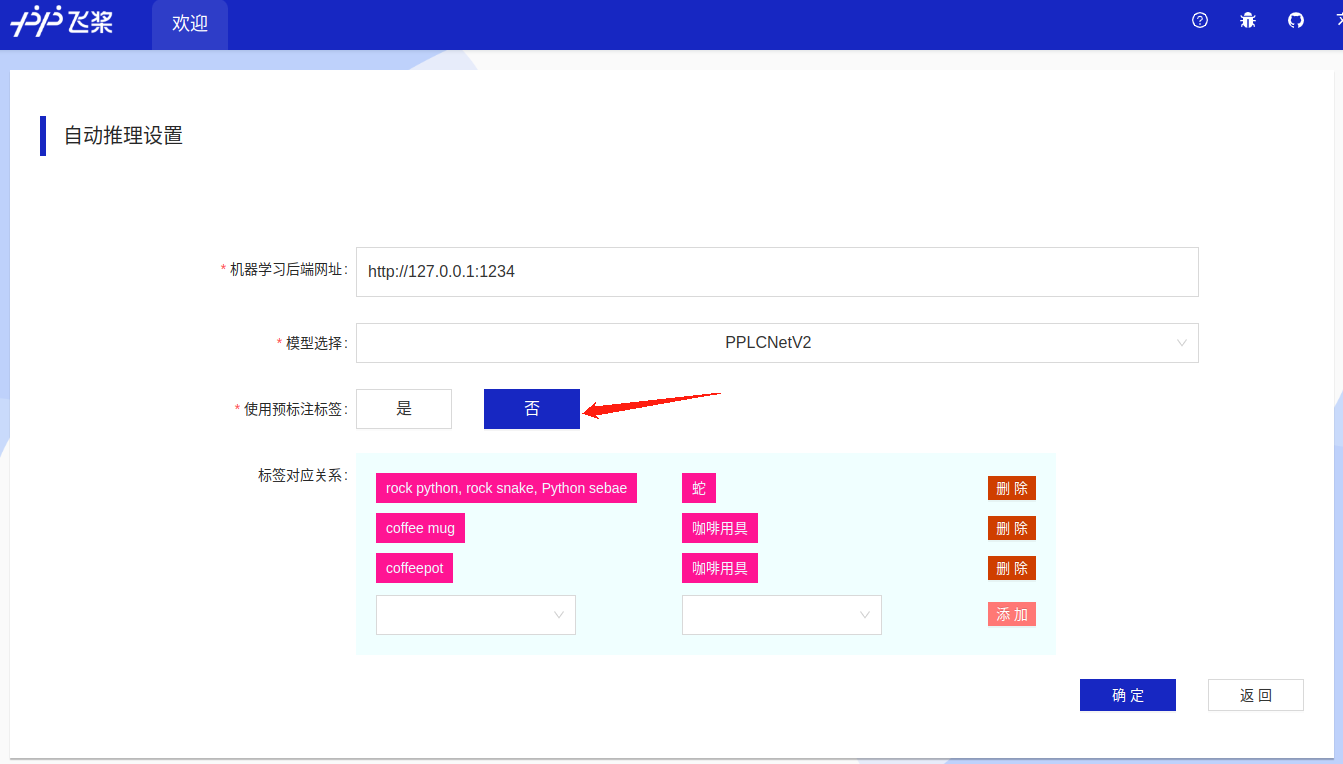 飞桨 欢迎
自动推理设置
* 机器学习后端网址: http://127.0.0.1:1234
* 模型选择: PPLCNetV2
* 使用预标注标签: 是 否
标签对应关系: rock python, rock snake, Python sebae 蛇 删 除
coffee mug 咖啡用具 删 除
coffeepot 咖啡用具 删 除
添 加
确 定 返 回